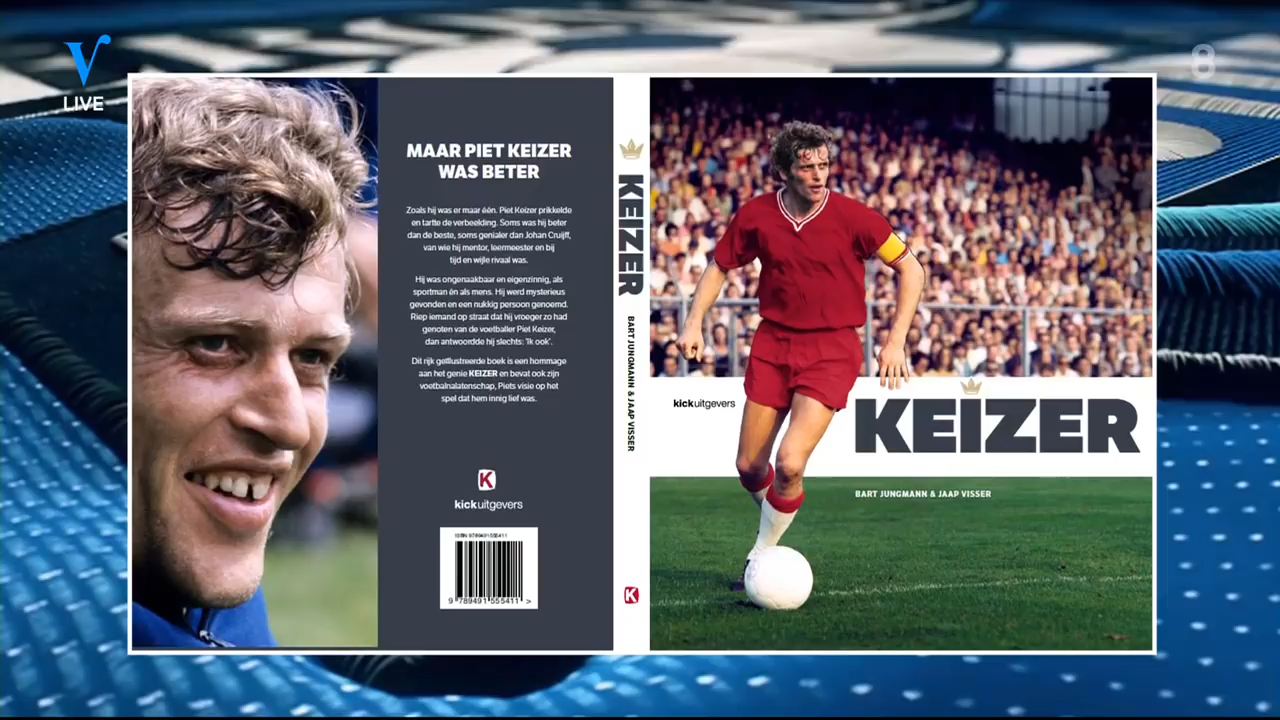 V
LIVE
8
MAAR PIET KEIZER
WAS BETER
Zoals hij was er maar één. Piet Keizer prikkelde
en tartte de verbeelding. Soms was hij beter
dan de beste, soms genialer dan Johan Cruijff,
van wie hij mentor, leermeester en bij
tijd en wijle rivaal was.
Hij was ongenaakbaar en eigenzinnig, als
sportman én als mens. Hij werd mysterieus
gevonden en een nukkig persoon genoemd.
Riep iemand op straat dat hij vroeger zo had
genoten van de voetballer Piet Keizer,
dan antwoordde hij slechts: 'Ik ook'.
Dit rijk geïllustreerde boek is een hommage
aan het genie KEIZER en bevat ook zijn
voetbalnalatenschap, Piets visie op het
spel dat hem innig lief was.
K
kickuitgevers
ISBN 9789491555411
9 789491 555411 >
KEIZER
BART JUNGMANN & JAAP VISSER
K
kickuitgevers
KEIZER
BART JUNGMANN & JAAP VISSER